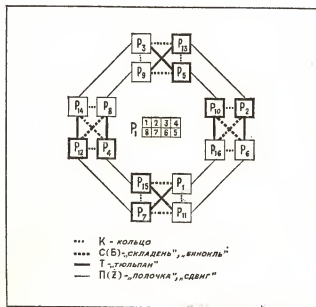 P3 P13
P9 P5
P14 P8 P10 P2
P1 1 2 3 4
8 7 6 5
P12 P4 P16 P6
P15 P1
P7 P11
К - кольцо
С(Б)-„складень", „бинокль"
Т -„тюльпан"
П(Ż)-„полочка", „сдвиг"